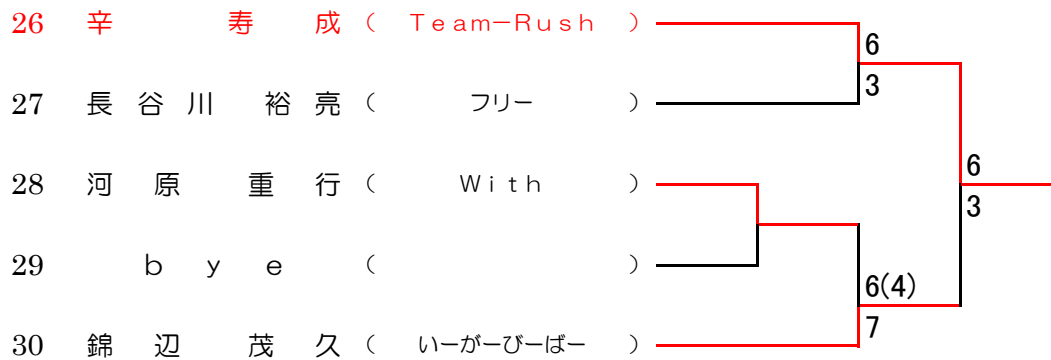 26 辛 寿 成 ( Ｔｅａｍ－Ｒｕｓｈ )
6
27 長 谷 川 裕 亮 ( フリー )
3
28 河 原 重 行 ( Ｗｉｔｈ )
6
3
29 ｂ ｙ ｅ ( )
6(4)
30 錦 辺 茂 久 ( いーがーびーばー )
7